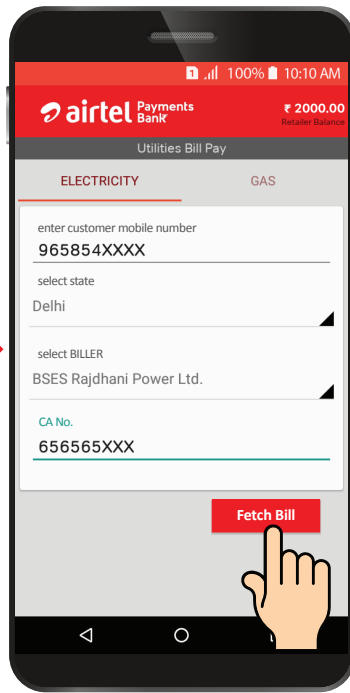 1 100% 10:10 AM
airtel Payments Bank ₹ 2000.00
Retailer Balance
Utilities Bill Pay
ELECTRICITY GAS
enter customer mobile number
965854XXXX
select state
Delhi
select BILLER
BSES Rajdhani Power Ltd.
CA No.
656565XXX
Fetch Bill